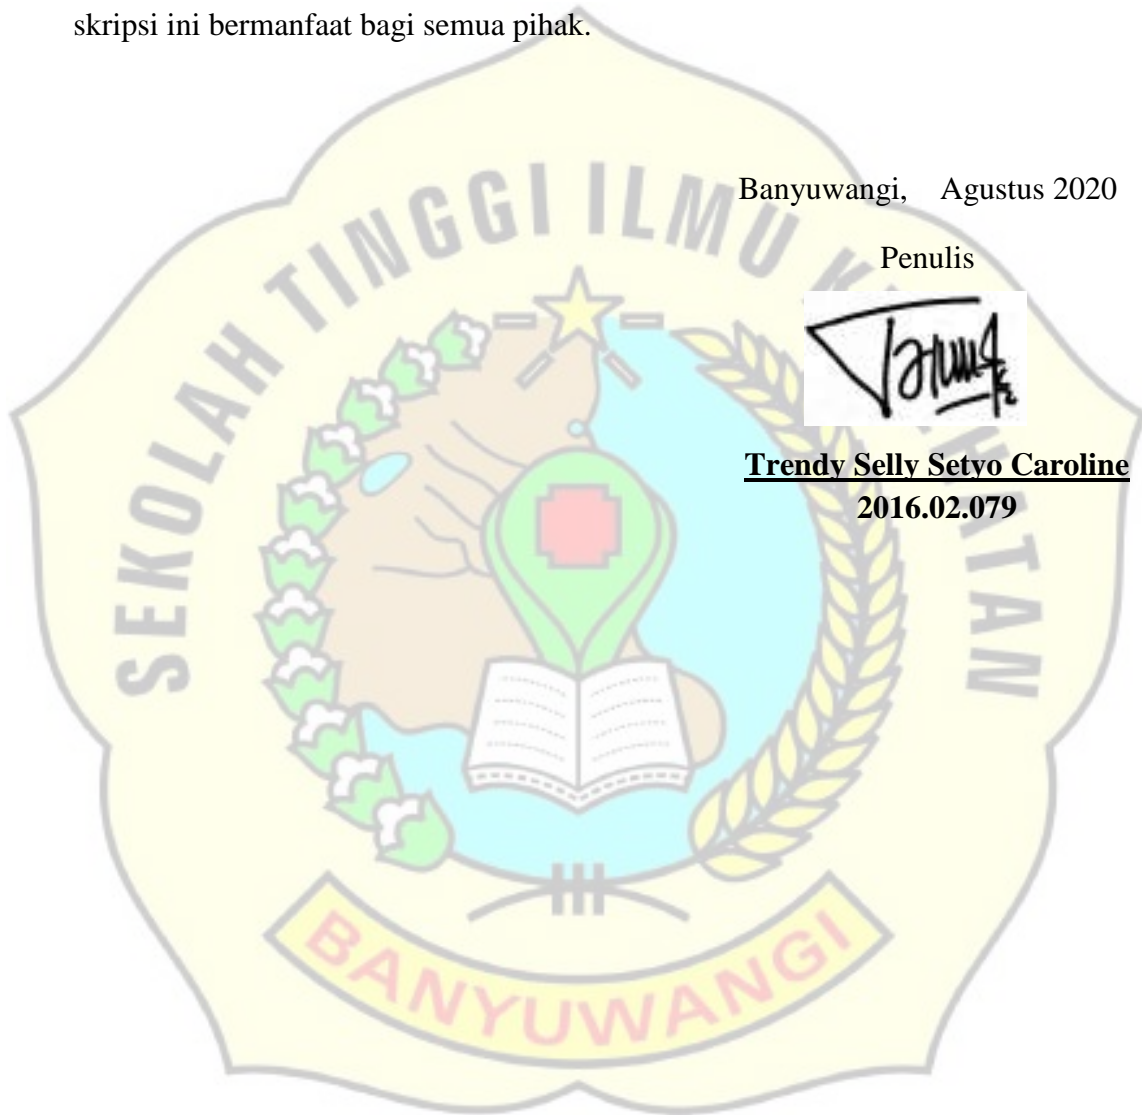 skripsi ini bermanfaat bagi semua pihak.
Banyuwangi, Agustus 2020
Penulis
Trendy Selly Setyo Caroline
2016.02.079
SEKOLAH TINGGI ILMU
BANYUWANGI